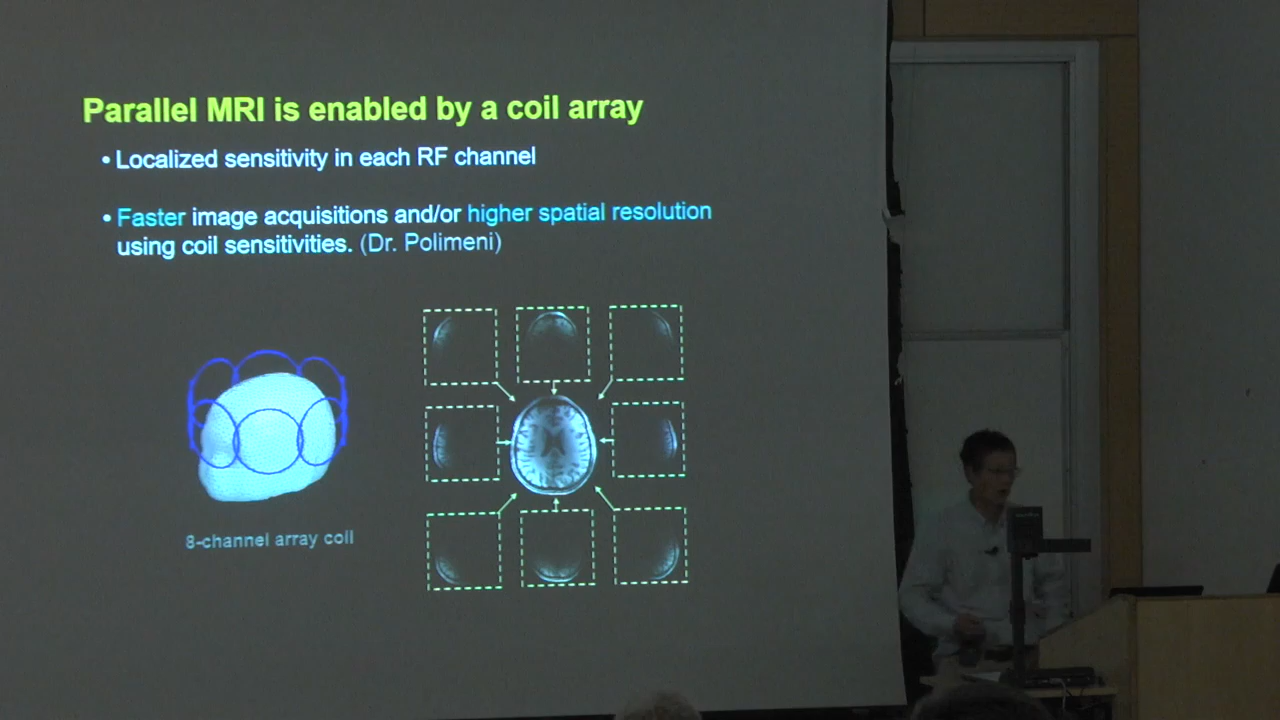 Parallel MRI is enabled by a coil array
• Localized sensitivity in each RF channel
• Faster image acquisitions and/or higher spatial resolution
using coil sensitivities. (Dr. Polimeni)
8-channel array coil